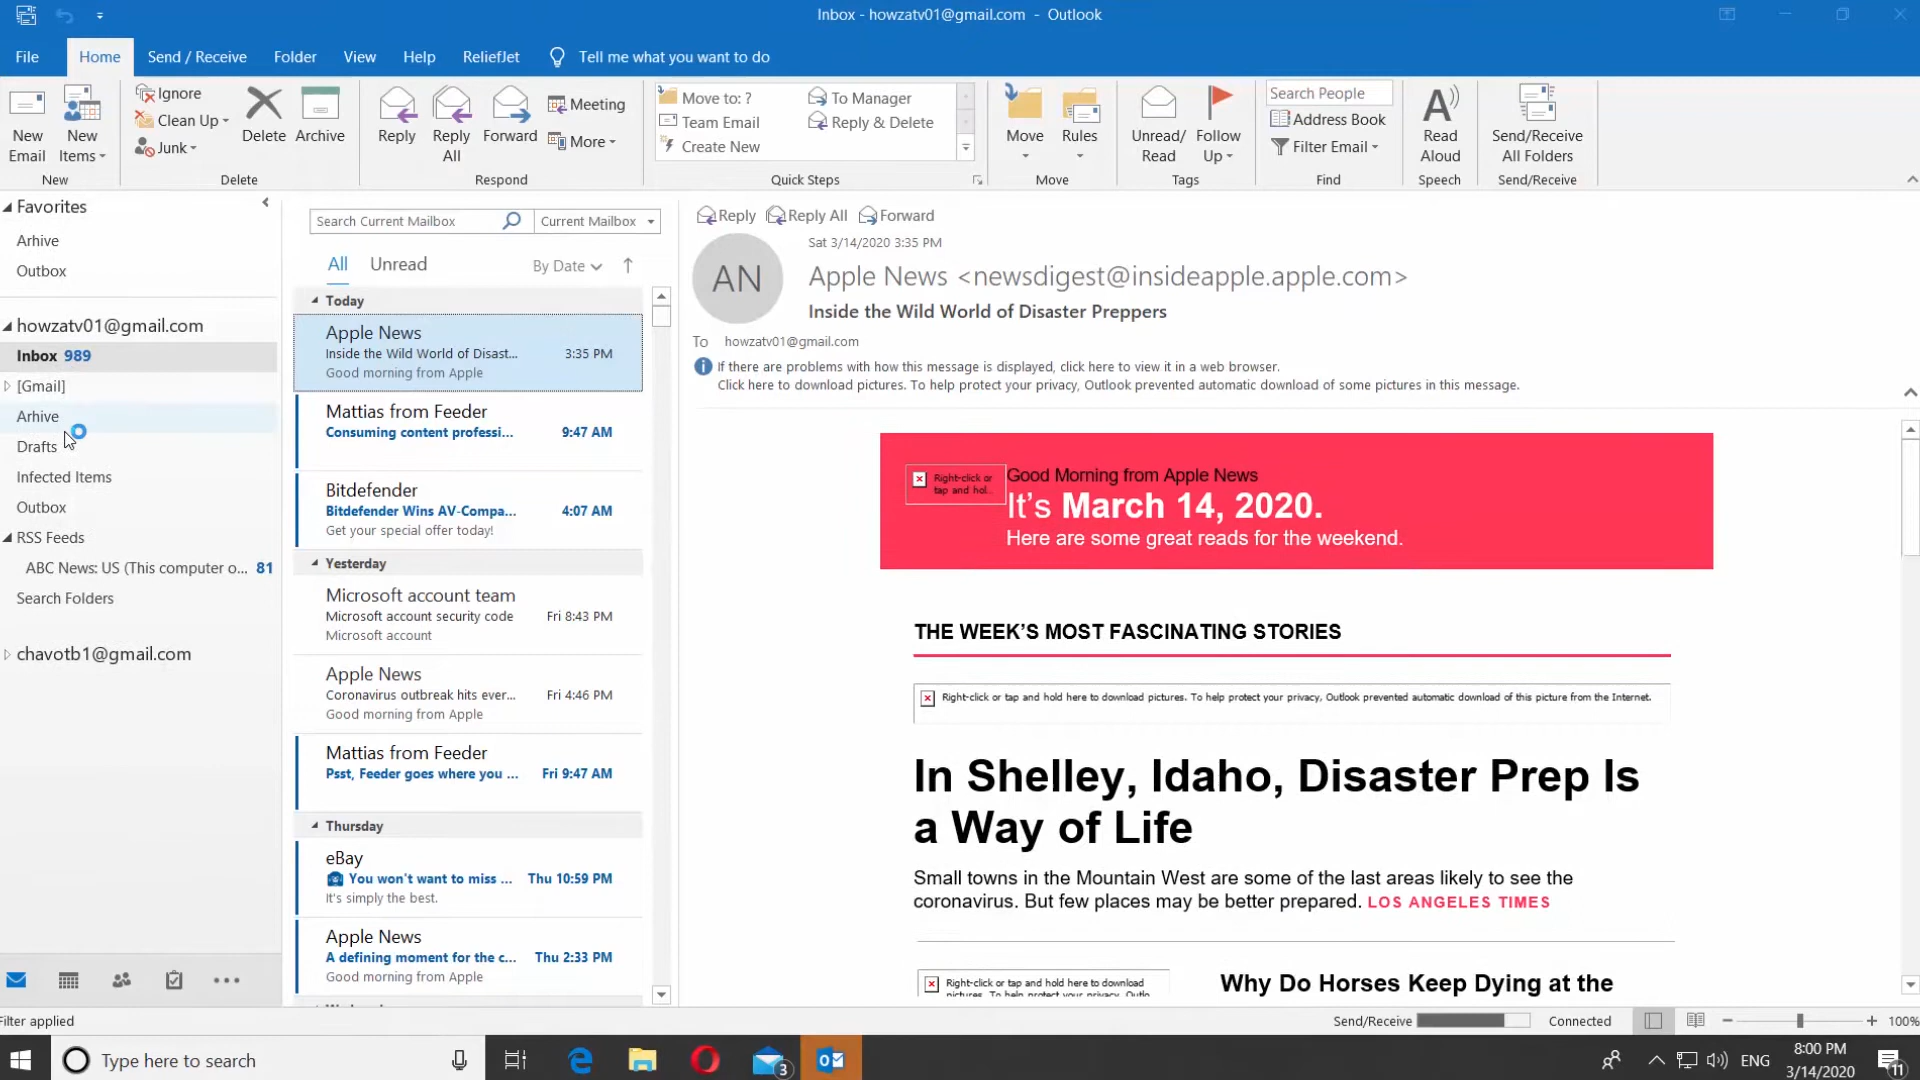 Inbox - howzatv01@gmail.com - Outlook
File Home Send / Receive Folder View Help ReliefJet Tell me what you want to do
New Email
New Items
New
Ignore
Clean Up
Junk
Delete
Archive
Delete
Reply
Reply All
Forward
Meeting
More
Respond
Move to: ?
Team Email
Create New
To Manager
Reply & Delete
Quick Steps
Move
Rules
Move
Unread/ Read
Follow Up
Tags
Search People
Address Book
Filter Email
Find
Read Aloud
Speech
Send/Receive All Folders
Send/Receive
Favorites
Arhive
Outbox
howzatv01@gmail.com
Inbox 989
[Gmail]
Arhive
Drafts
Infected Items
Outbox
RSS Feeds
ABC News: US (This computer o... 81
Search Folders
chavotb1@gmail.com
Search Current Mailbox Current Mailbox
All Unread By Date
Today
Apple News
Inside the Wild World of Disast... 3:35 PM
Good morning from Apple
Mattias from Feeder
Consuming content professi... 9:47 AM
Bitdefender
Bitdefender Wins AV-Compa... 4:07 AM
Get your special offer today!
Yesterday
Microsoft account team
Microsoft account security code Fri 8:43 PM
Microsoft account
Apple News
Coronavirus outbreak hits ever... Fri 4:46 PM
Good morning from Apple
Mattias from Feeder
Psst, Feeder goes where you ... Fri 9:47 AM
Thursday
eBay
You won't want to miss ... Thu 10:59 PM
It's simply the best.
Apple News
A defining moment for the c... Thu 2:33 PM
Good morning from Apple
Reply Reply All Forward
Sat 3/14/2020 3:35 PM
AN
Apple News <newsdigest@insideapple.apple.com>
Inside the Wild World of Disaster Preppers
To howzatv01@gmail.com
If there are problems with how this message is displayed, click here to view it in a web browser.
Click here to download pictures. To help protect your privacy, Outlook prevented automatic download of some pictures in this message.
Right-click or
tap and hol...
Good Morning from Apple News
It's March 14, 2020.
Here are some great reads for the weekend.
THE WEEK'S MOST FASCINATING STORIES
Right-click or tap and hold here to download pictures. To help protect your privacy, Outlook prevented automatic download of this picture from the Internet.
In Shelley, Idaho, Disaster Prep Is
a Way of Life
Small towns in the Mountain West are some of the last areas likely to see the
coronavirus. But few places may be better prepared. LOS ANGELES TIMES
Right-click or tap and hold here to download
Why Do Horses Keep Dying at the
Filter applied
Send/Receive Connected 100%
Type here to search
3
ENG
8:00 PM
3/14/2020
11